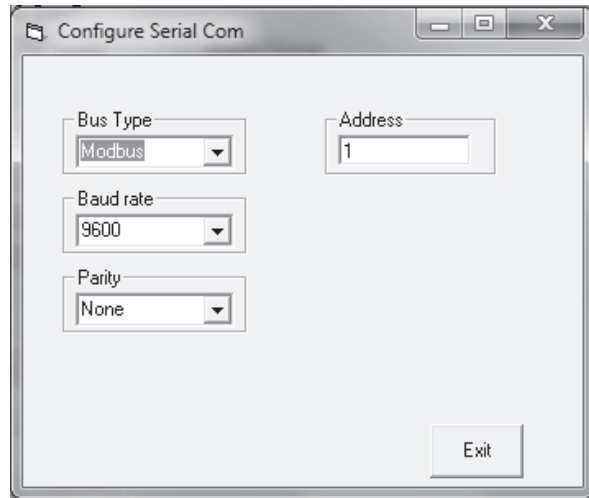 Configure Serial Com
Bus Type
Modbus
Address
1
Baud rate
9600
Parity
None
Exit